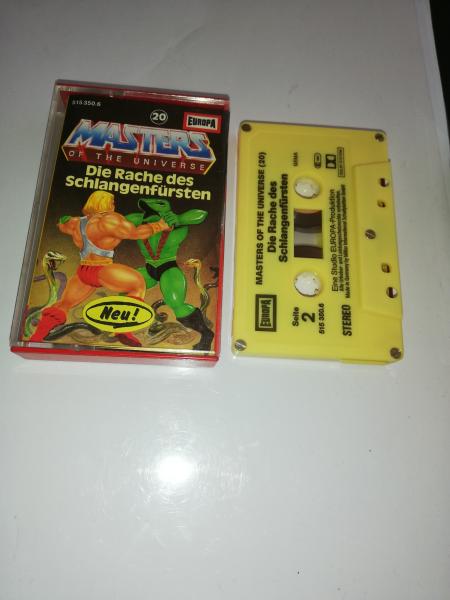 515 350.6
20
EUROPA
MASTERS
OF THE UNIVERSE
Die Rache des
Schlangenfürsten
Neu!
MASTERS OF THE UNIVERSE (20)
Die Rache des
Schlangenfürsten
EUROPA
Seite
2
515 350.6
Eine Studio EUROPA-Produktion
STEREO